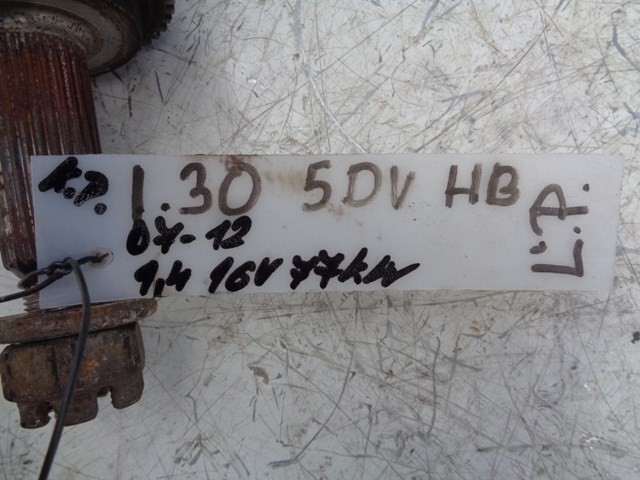 K.P. I.30 5DV HB
07-12
1,4 16V 77kW
Ľ.P.